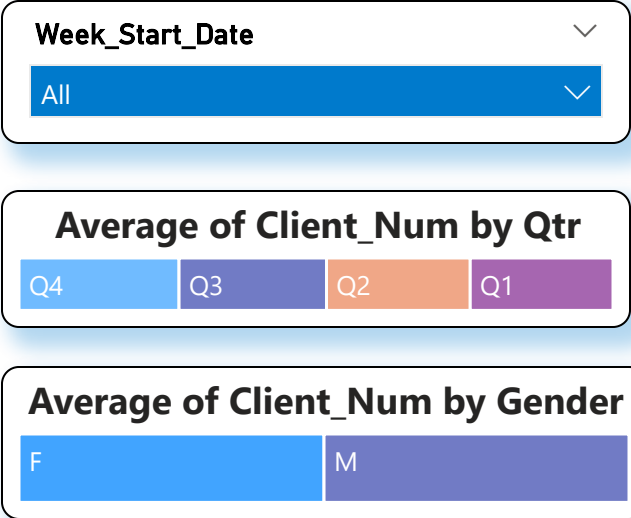 Week_Start_Date
All
Average of Client_Num by Qtr
Q4 Q3 Q2 Q1
Average of Client_Num by Gender
F M